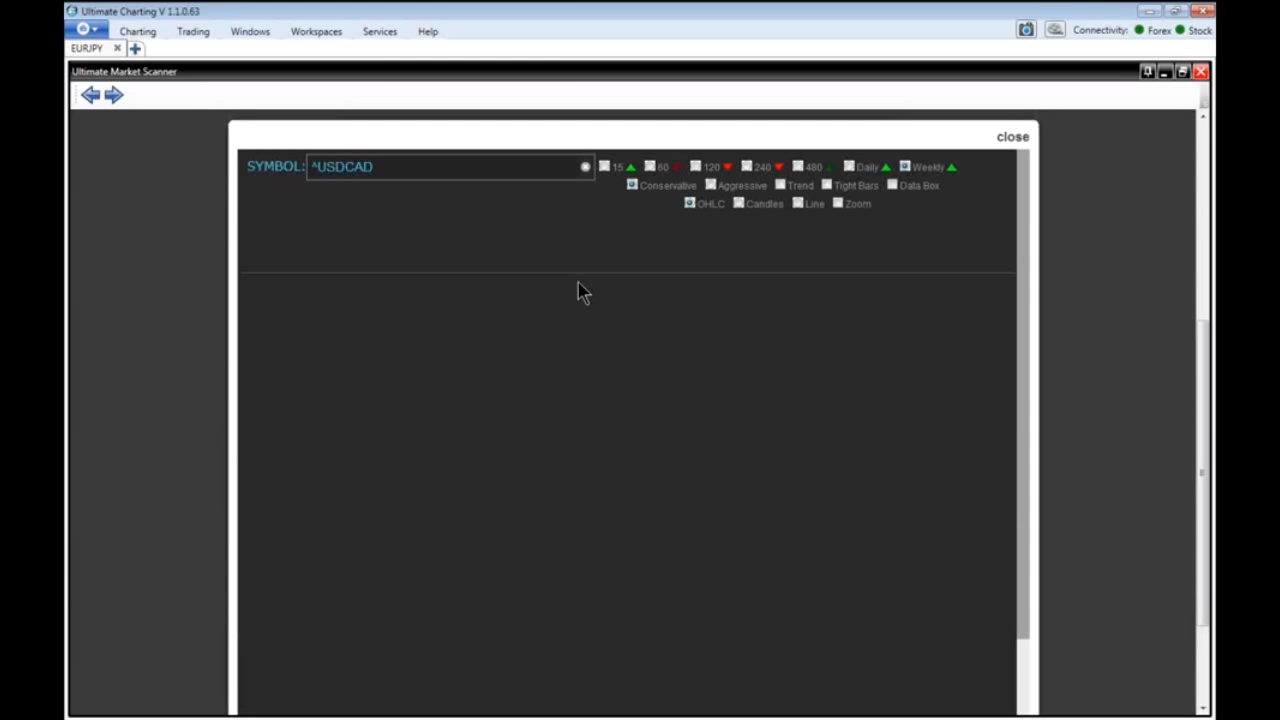 Ultimate Charting V 1.1.0.63
Charting Trading Windows Workspaces Services Help Connectivity: Forex Stock
EURJPY
Ultimate Market Scanner
close
SYMBOL: ^USDCAD 15 60 120 240 480 Daily Weekly
Conservative Aggressive Trend Tight Bars Data Box
OHLC Candles Line Zoom